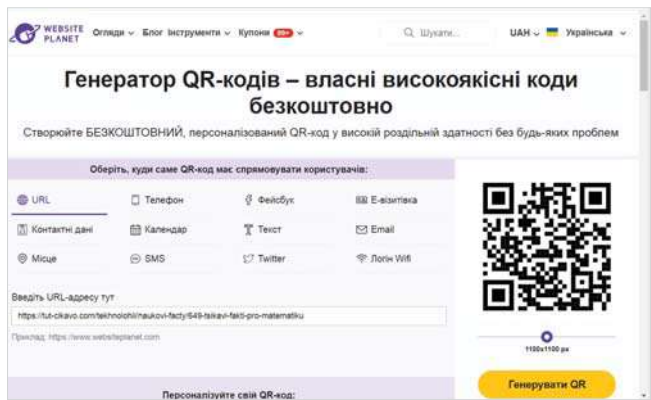 WEBSITE PLANET Огляди Блог Інструменти Купони 99+ Шукати... UAH Українська
Генератор QR-кодів – власні високоякісні коди
безкоштовно
Створюйте БЕЗКОШТОВНИЙ, персоналізований QR-код у високій роздільній здатності без будь-яких проблем
Оберіть, куди саме QR-код має спрямовувати користувачів:
URL Телефон Фейсбук Е-візитівка
Контактні дані Календар Текст Email
Місце SMS Twitter Логін Wifi
Введіть URL-адресу тут
https://tut-cikavo.com/tekhnolohii/naukovi-facty/649-tsikavi-fakti-pro-matematiku
Приклад: https://www.websiteplanet.com
1100x1100 px
Генерувати QR
Персоналізуйте свій QR-код: